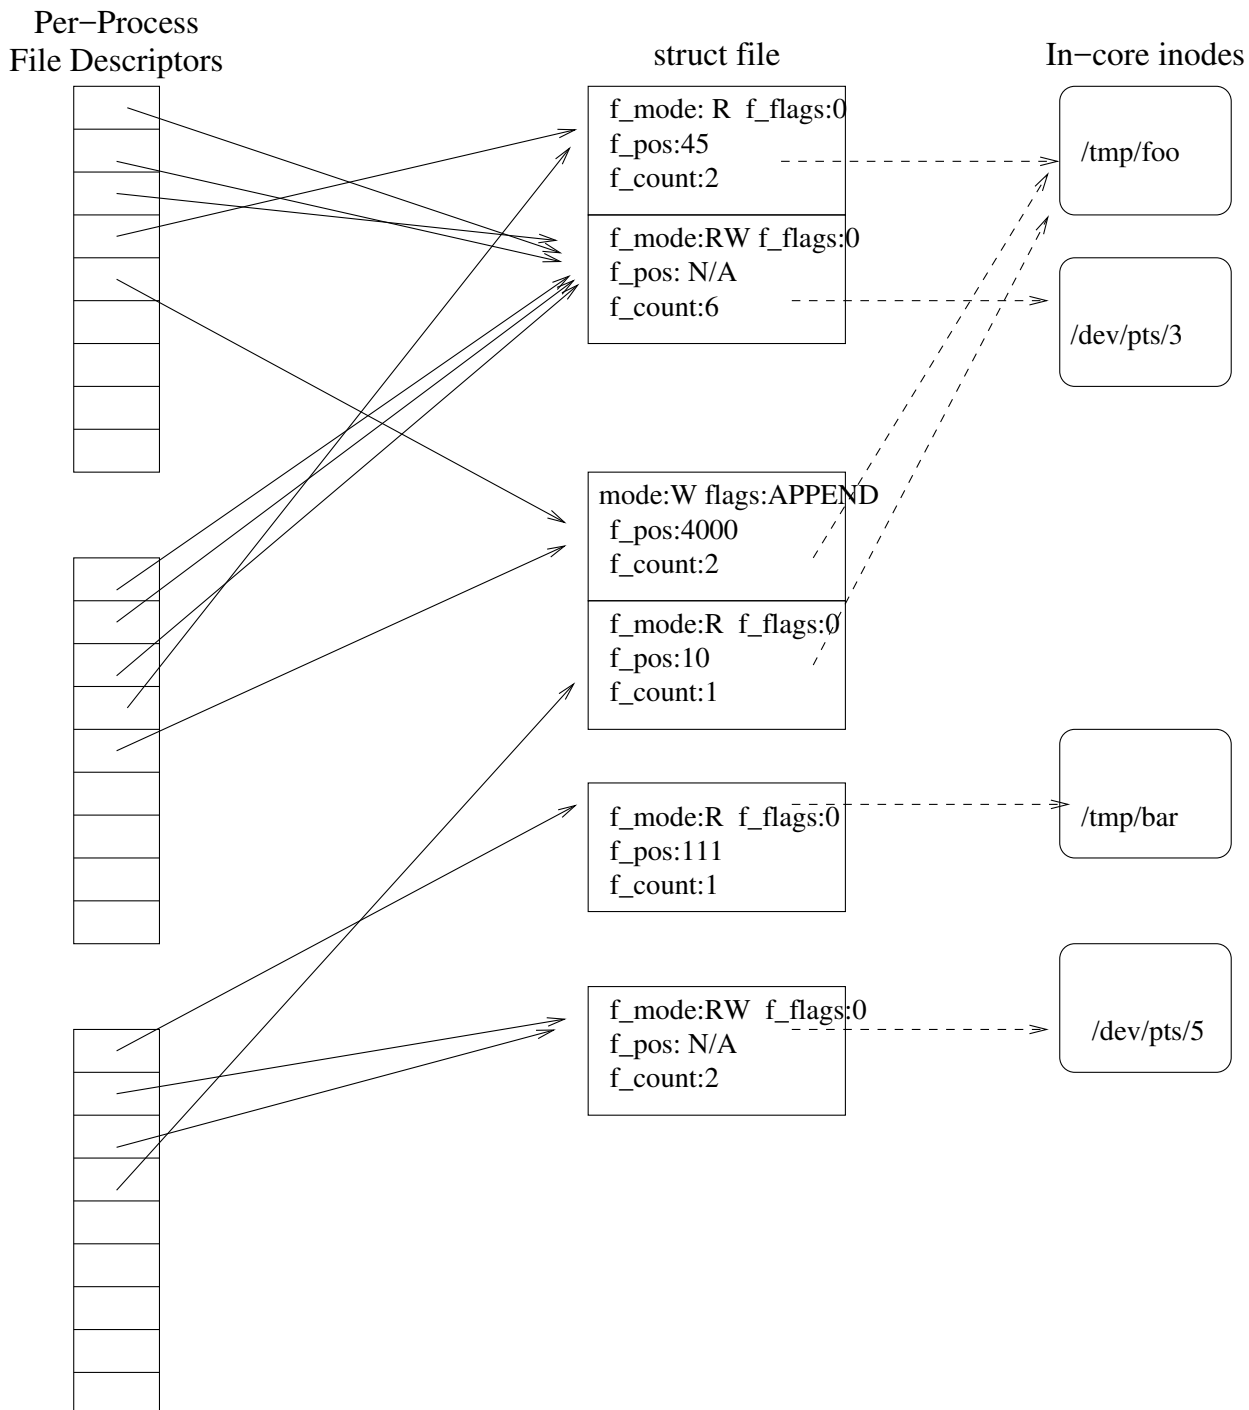 Per−Process
File Descriptors
struct file
In−core inodes
f_mode: R f_flags:0
f_pos:45
f_count:2
/tmp/foo
f_mode:RW f_flags:0
f_pos: N/A
f_count:6
/dev/pts/3
mode:W flags:APPEND
f_pos:4000
f_count:2
f_mode:R f_flags:0
f_pos:10
f_count:1
f_mode:R f_flags:0
f_pos:111
f_count:1
/tmp/bar
f_mode:RW f_flags:0
f_pos: N/A
f_count:2
/dev/pts/5